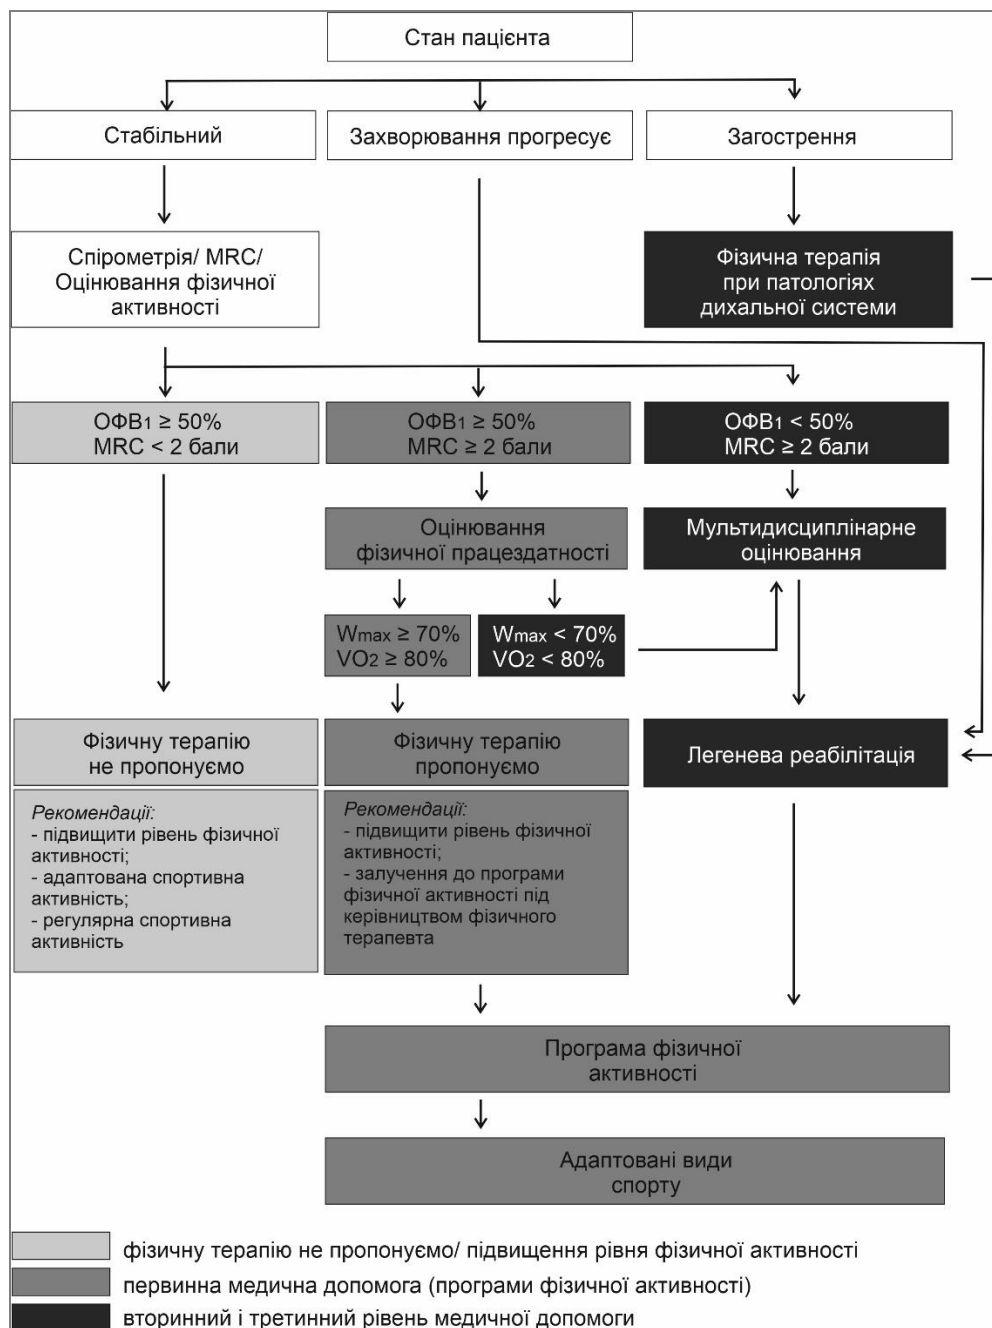 Стан пацієнта
Стабільний
Захворювання прогресує
Загострення
Спірометрія/ MRC/
Оцінювання фізичної
активності
Фізична терапія
при патологіях
дихальної системи
ОФВ1 ≥ 50%
MRC < 2 бали
ОФВ1 ≥ 50%
MRC ≥ 2 бали
ОФВ1 < 50%
MRC ≥ 2 бали
Оцінювання
фізичної працездатності
Мультидисциплінарне
оцінювання
Wmax ≥ 70%
VO2 ≥ 80%
Wmax < 70%
VO2 < 80%
Фізичну терапію
не пропонуємо
Фізичну терапію
пропонуємо
Легенева реабілітація
Рекомендації:
- підвищити рівень фізичної
активності;
- адаптована спортивна
активність;
- регулярна спортивна
активність
Рекомендації:
- підвищити рівень фізичної
активності;
- залучення до програми
фізичної активності під
керівництвом фізичного
терапевта
Програма фізичної
активності
Адаптовані види
спорту
фізичну терапію не пропонуємо/ підвищення рівня фізичної активності
первинна медична допомога (програми фізичної активності)
вторинний і третинний рівень медичної допомоги